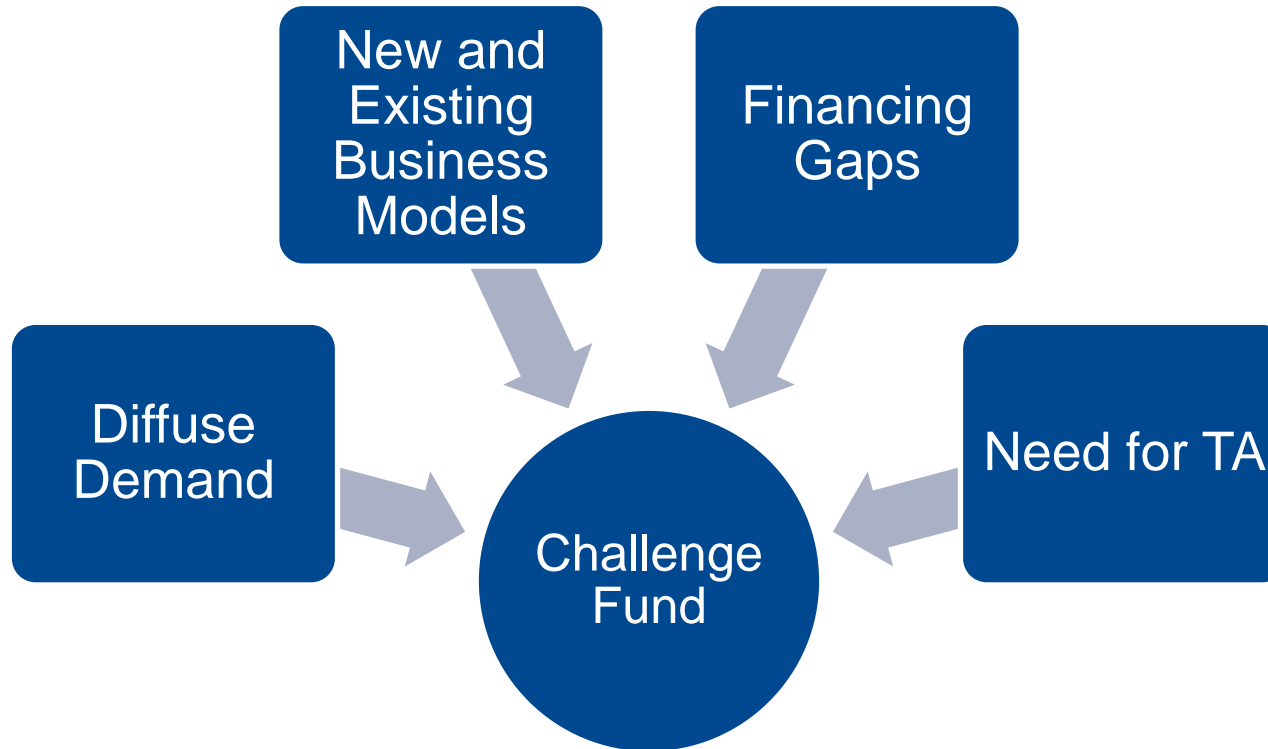 New and
Existing
Business
Models
Financing
Gaps
Diffuse
Demand
Need for TA
Challenge
Fund